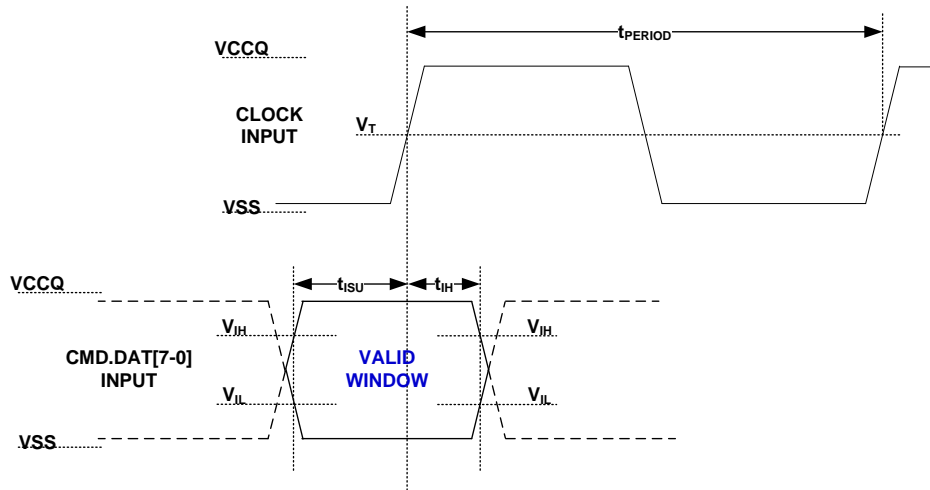 tPERIOD
VCCQ
CLOCK
INPUT
VT
VSS
VCCQ
tISU
tIH
VIH
VIH
CMD.DAT[7-0]
INPUT
VALID
WINDOW
VIL
VIL
VSS